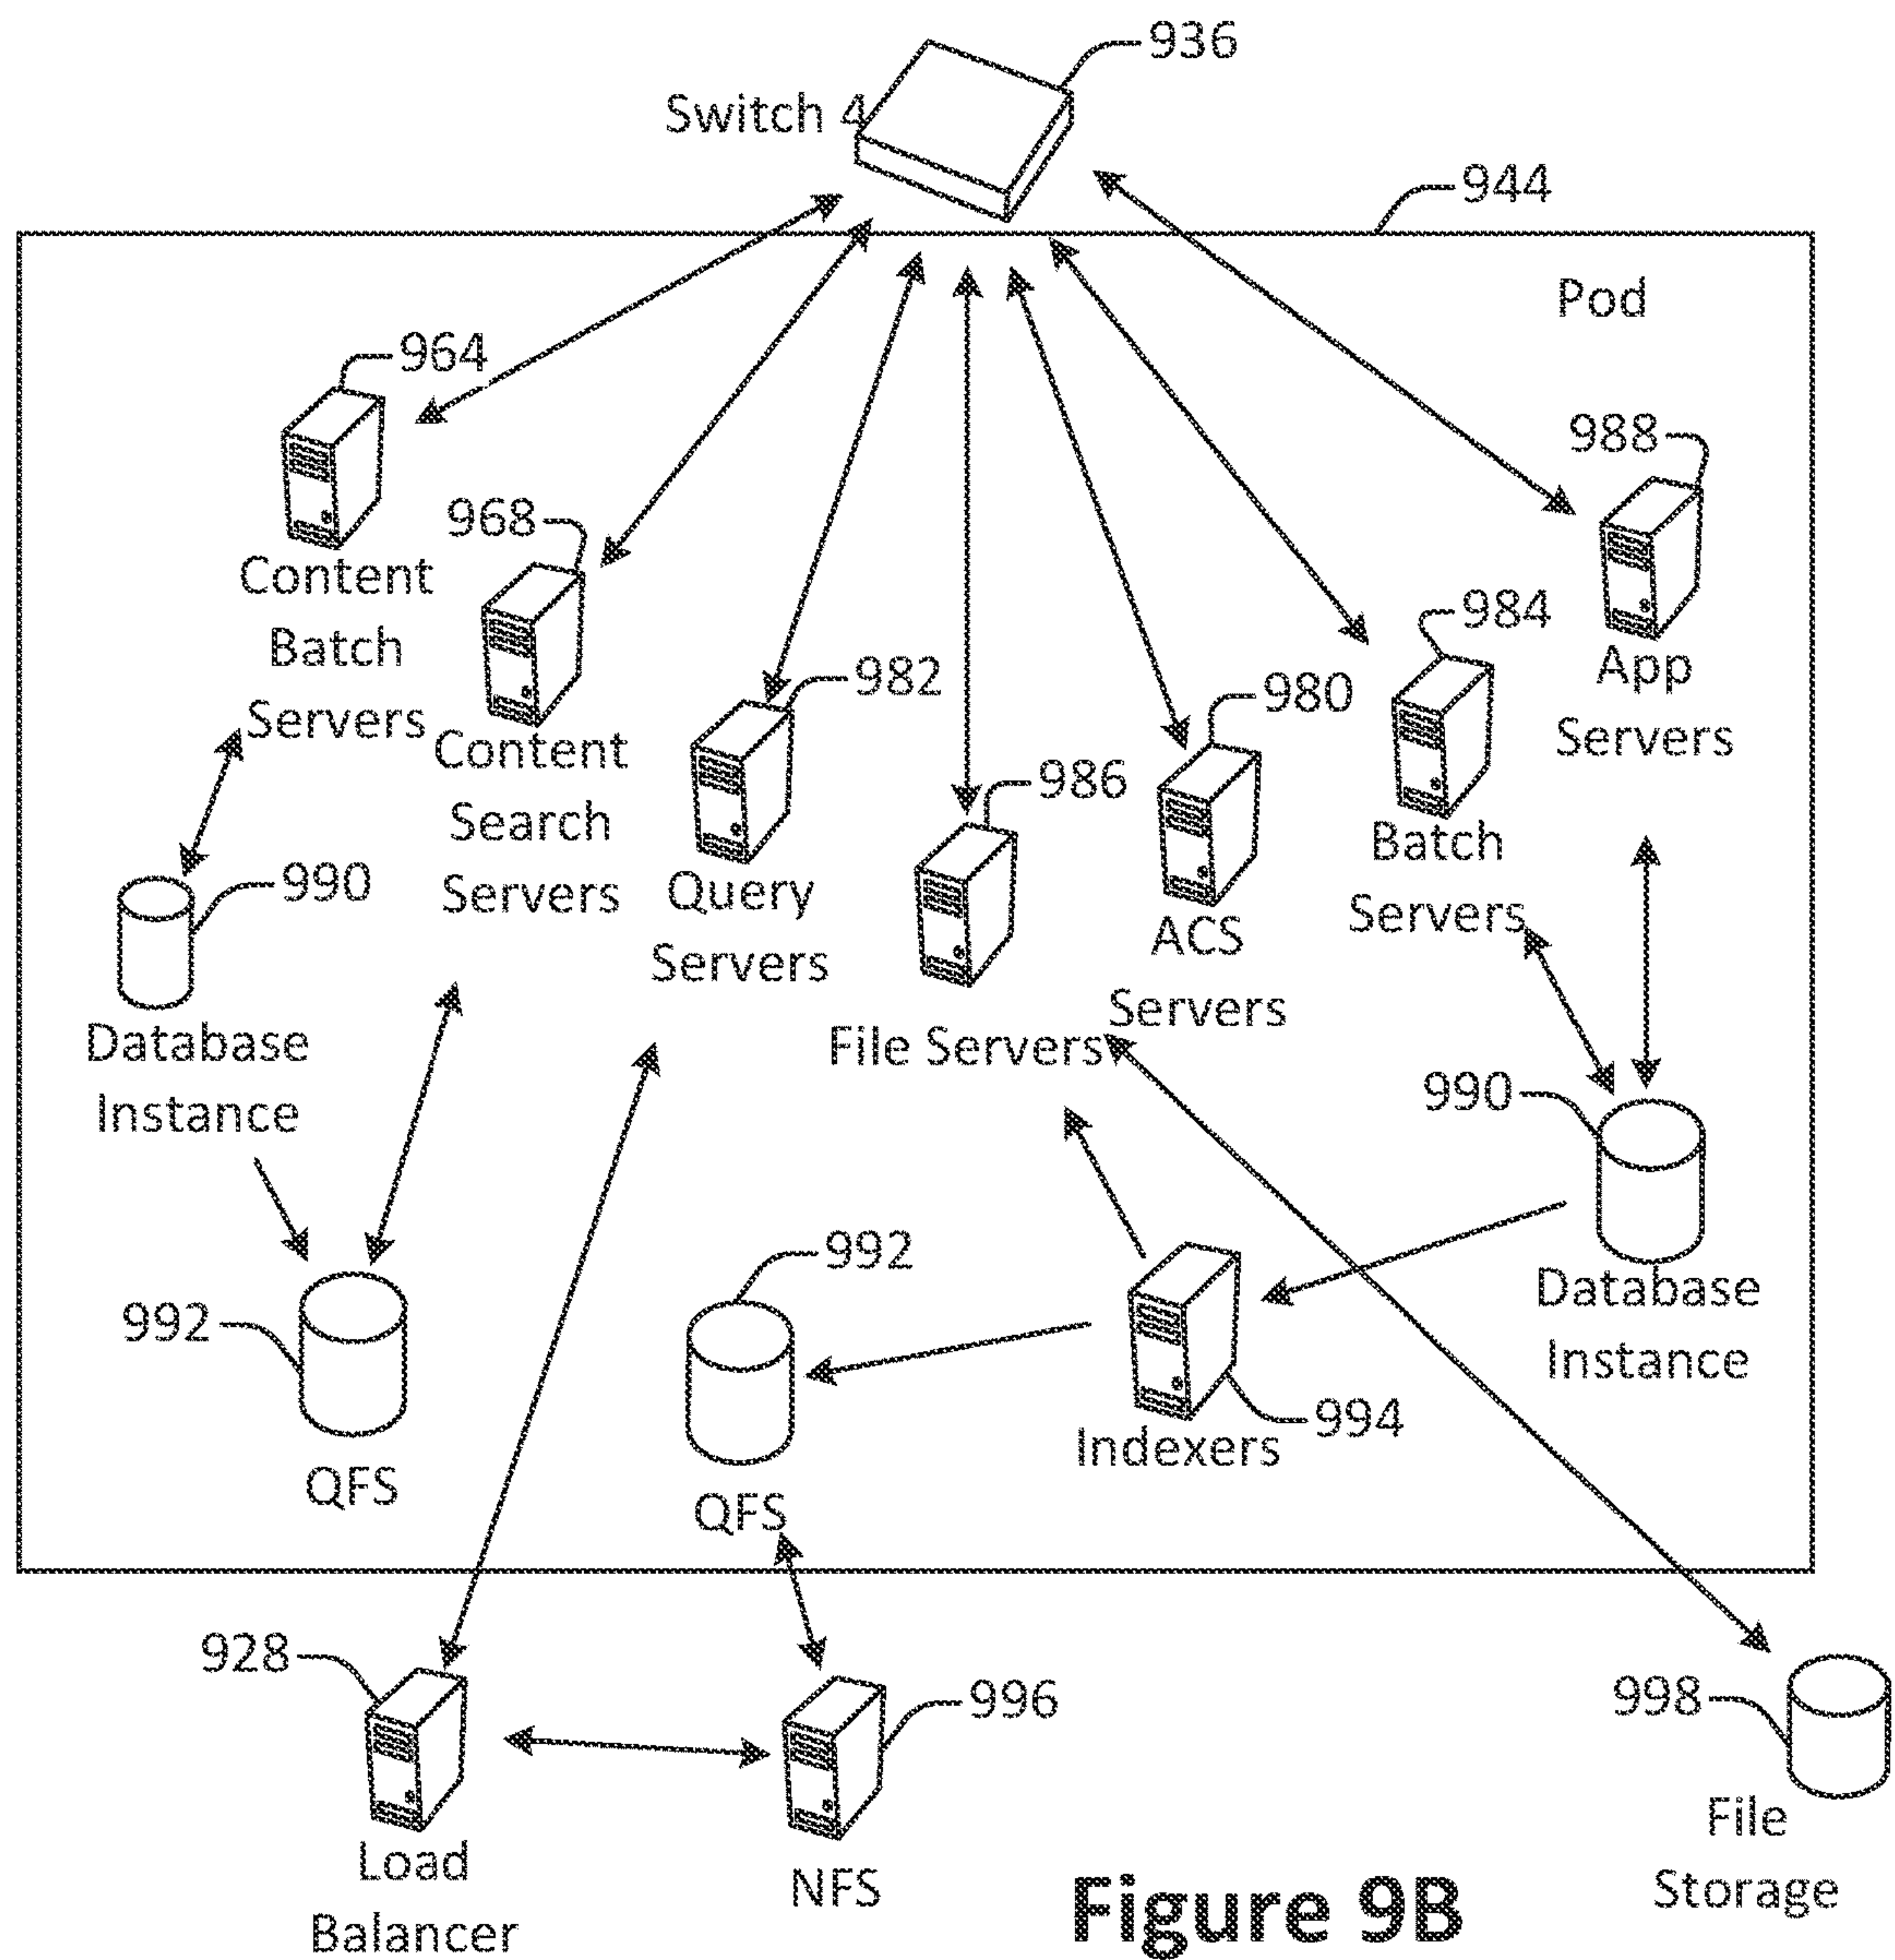 936
Switch 4
944
Pod
964
988
968
Content
Batch
Servers
984
App
Servers
982
980
Content
Search
Servers
986
Batch
Servers
990
Query
Servers
ACS
Servers
Database
Instance
File Servers
990
992
992
Database
Instance
994
Indexers
QFS
QFS
928
996
998
File
Storage
Load
Balancer
NFS
Figure 9B